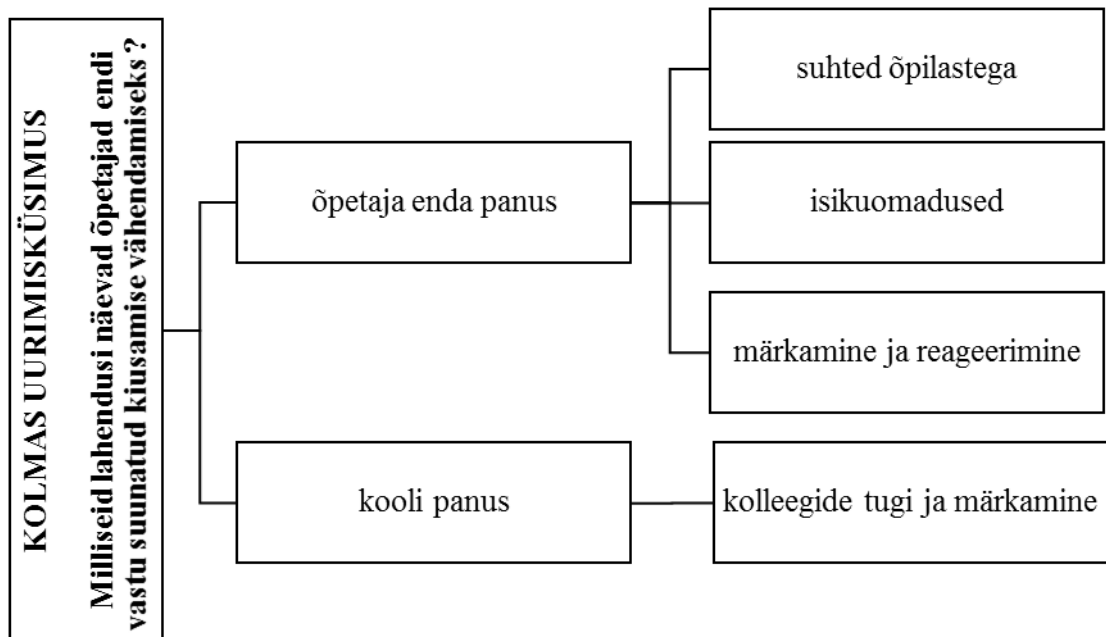 KOLMAS UURIMISKÜSIMUS
Milliseid lahendusi näevad õpetajad endi
vastu suunatud kiusamise vähendamiseks ?
õpetaja enda panus
suhted õpilastega
isikuomadused
märkamine ja reageerimine
kooli panus
kolleegide tugi ja märkamine